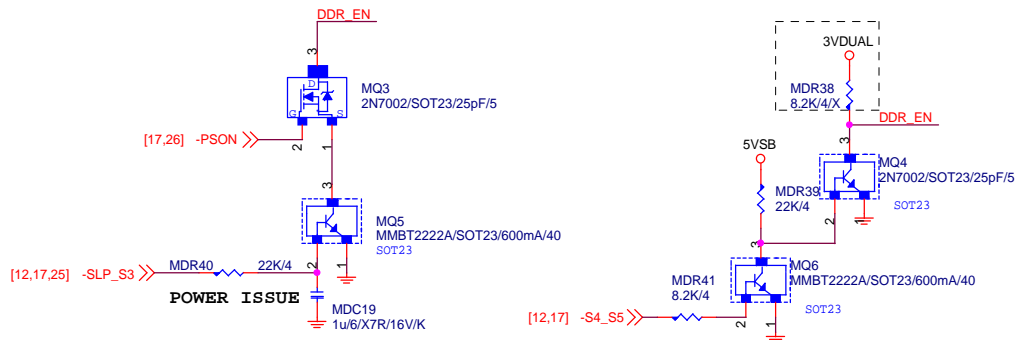 DDR_EN
3
D
G
S
MQ3
2N7002/SOT23/25pF/5
[17,26] -PSON
2
1
3
MQ5
MMBT2222A/SOT23/600mA/40
SOT23
[12,17,25] -SLP_S3
MDR40
22K/4
2
1
POWER ISSUE
MDC19
1u/6/X7R/16V/K
3VDUAL
MDR38
8.2K/4/X
DDR_EN
3
5VSB
MQ4
2N7002/SOT23/25pF/5
MDR39
22K/4
SOT23
2
1
3
MQ6
MMBT2222A/SOT23/600mA/40
MDR41
8.2K/4
SOT23
[12,17] -S4_S5
2
1